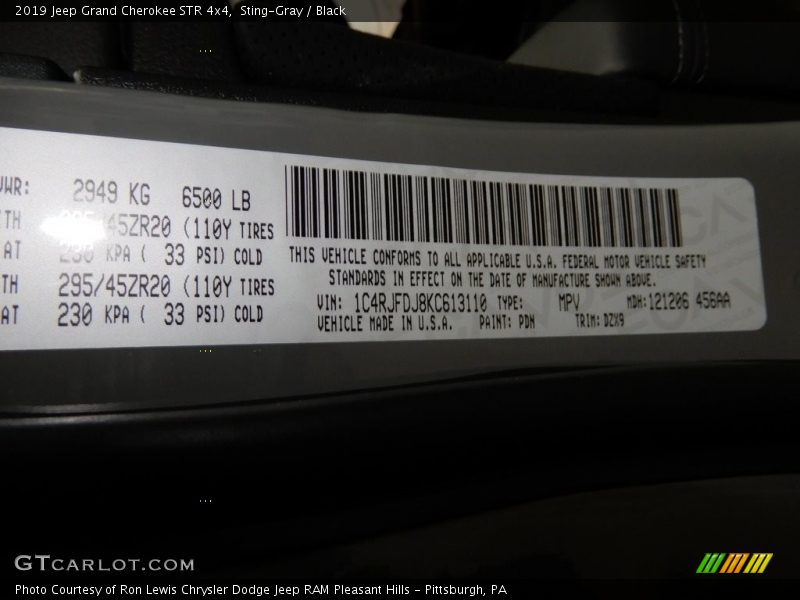 2019 Jeep Grand Cherokee STR 4x4, Sting-Gray / Black
VWR: 2949 KG 6500 LB
TH 295/45ZR20 (110Y TIRES
AT 230 KPA ( 33 PSI) COLD
TH 295/45ZR20 (110Y TIRES
AT 230 KPA ( 33 PSI) COLD
THIS VEHICLE CONFORMS TO ALL APPLICABLE U.S.A. FEDERAL MOTOR VEHICLE SAFETY
STANDARDS IN EFFECT ON THE DATE OF MANUFACTURE SHOWN ABOVE.
VIN: 1C4RJFDJ8KC613110 TYPE: MPV MDH: 121206 456AA
VEHICLE MADE IN U.S.A. PAINT: PDN TRIM: DZX9
GTCARLOT.COM
Photo Courtesy of Ron Lewis Chrysler Dodge Jeep RAM Pleasant Hills - Pittsburgh, PA